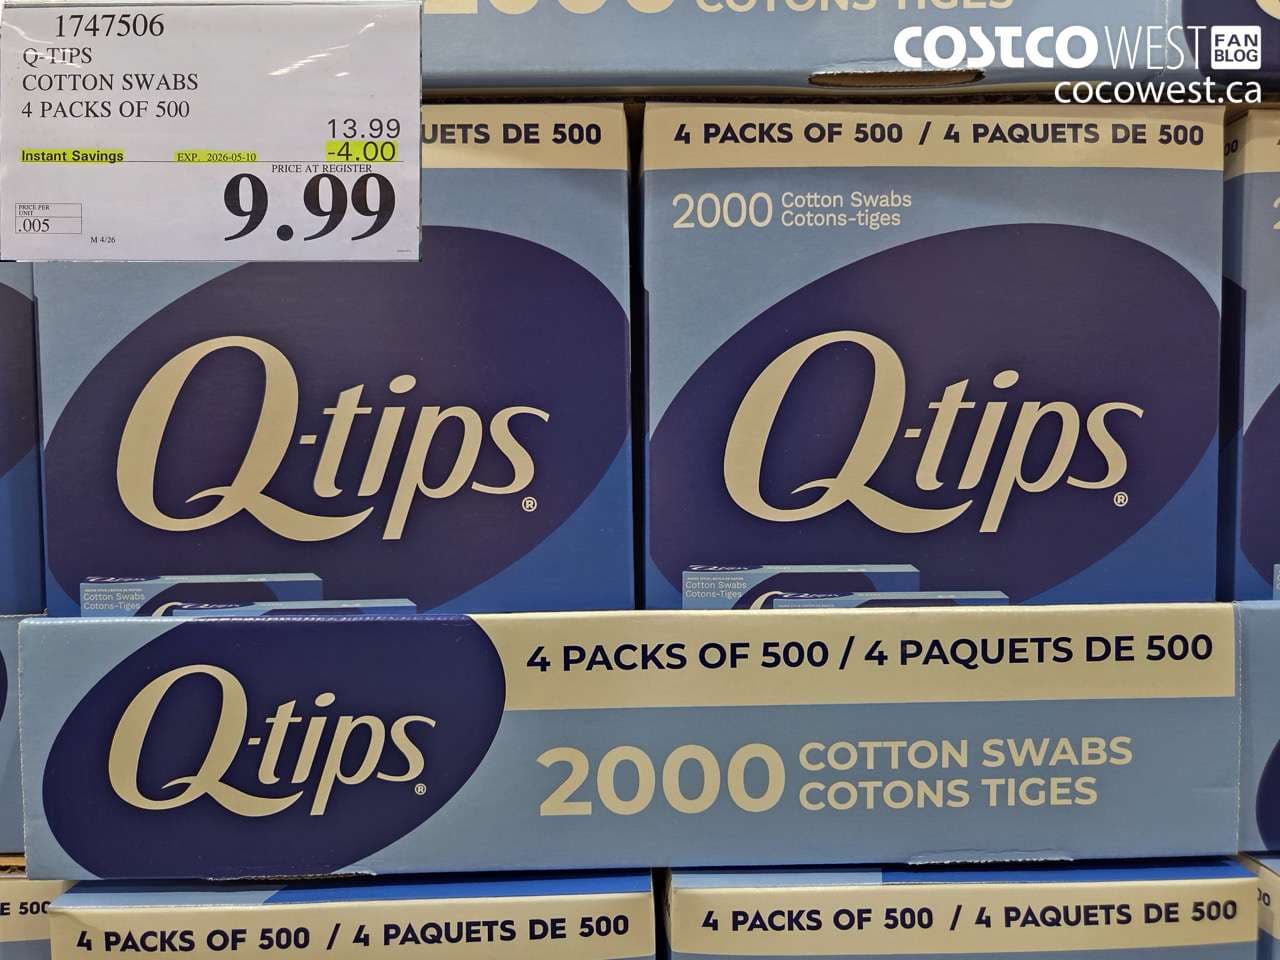 1747506
Q-TIPS
COTTON SWABS
4 PACKS OF 500
13.99
Instant Savings EXP. 2026-05-10 -4.00
PRICE AT REGISTER
9.99
PRICE PER
UNIT
.005
M 4/26
COTONS TIGES
COSTCO WEST FAN BLOG
cocowest.ca
UETS DE 500
4 PACKS OF 500 / 4 PAQUETS DE 500
2000 Cotton Swabs
Cotons-tiges
Q-tips®
Q-tips®
Cotton Swabs
Cotons-Tiges
Cotton Swabs
Cotons-Tiges
Q-tips®
4 PACKS OF 500 / 4 PAQUETS DE 500
2000 COTTON SWABS
COTONS TIGES
E 500
4 PACKS OF 500 / 4 PAQUETS DE 500
4 PACKS OF 500 / 4 PAQUETS DE 500